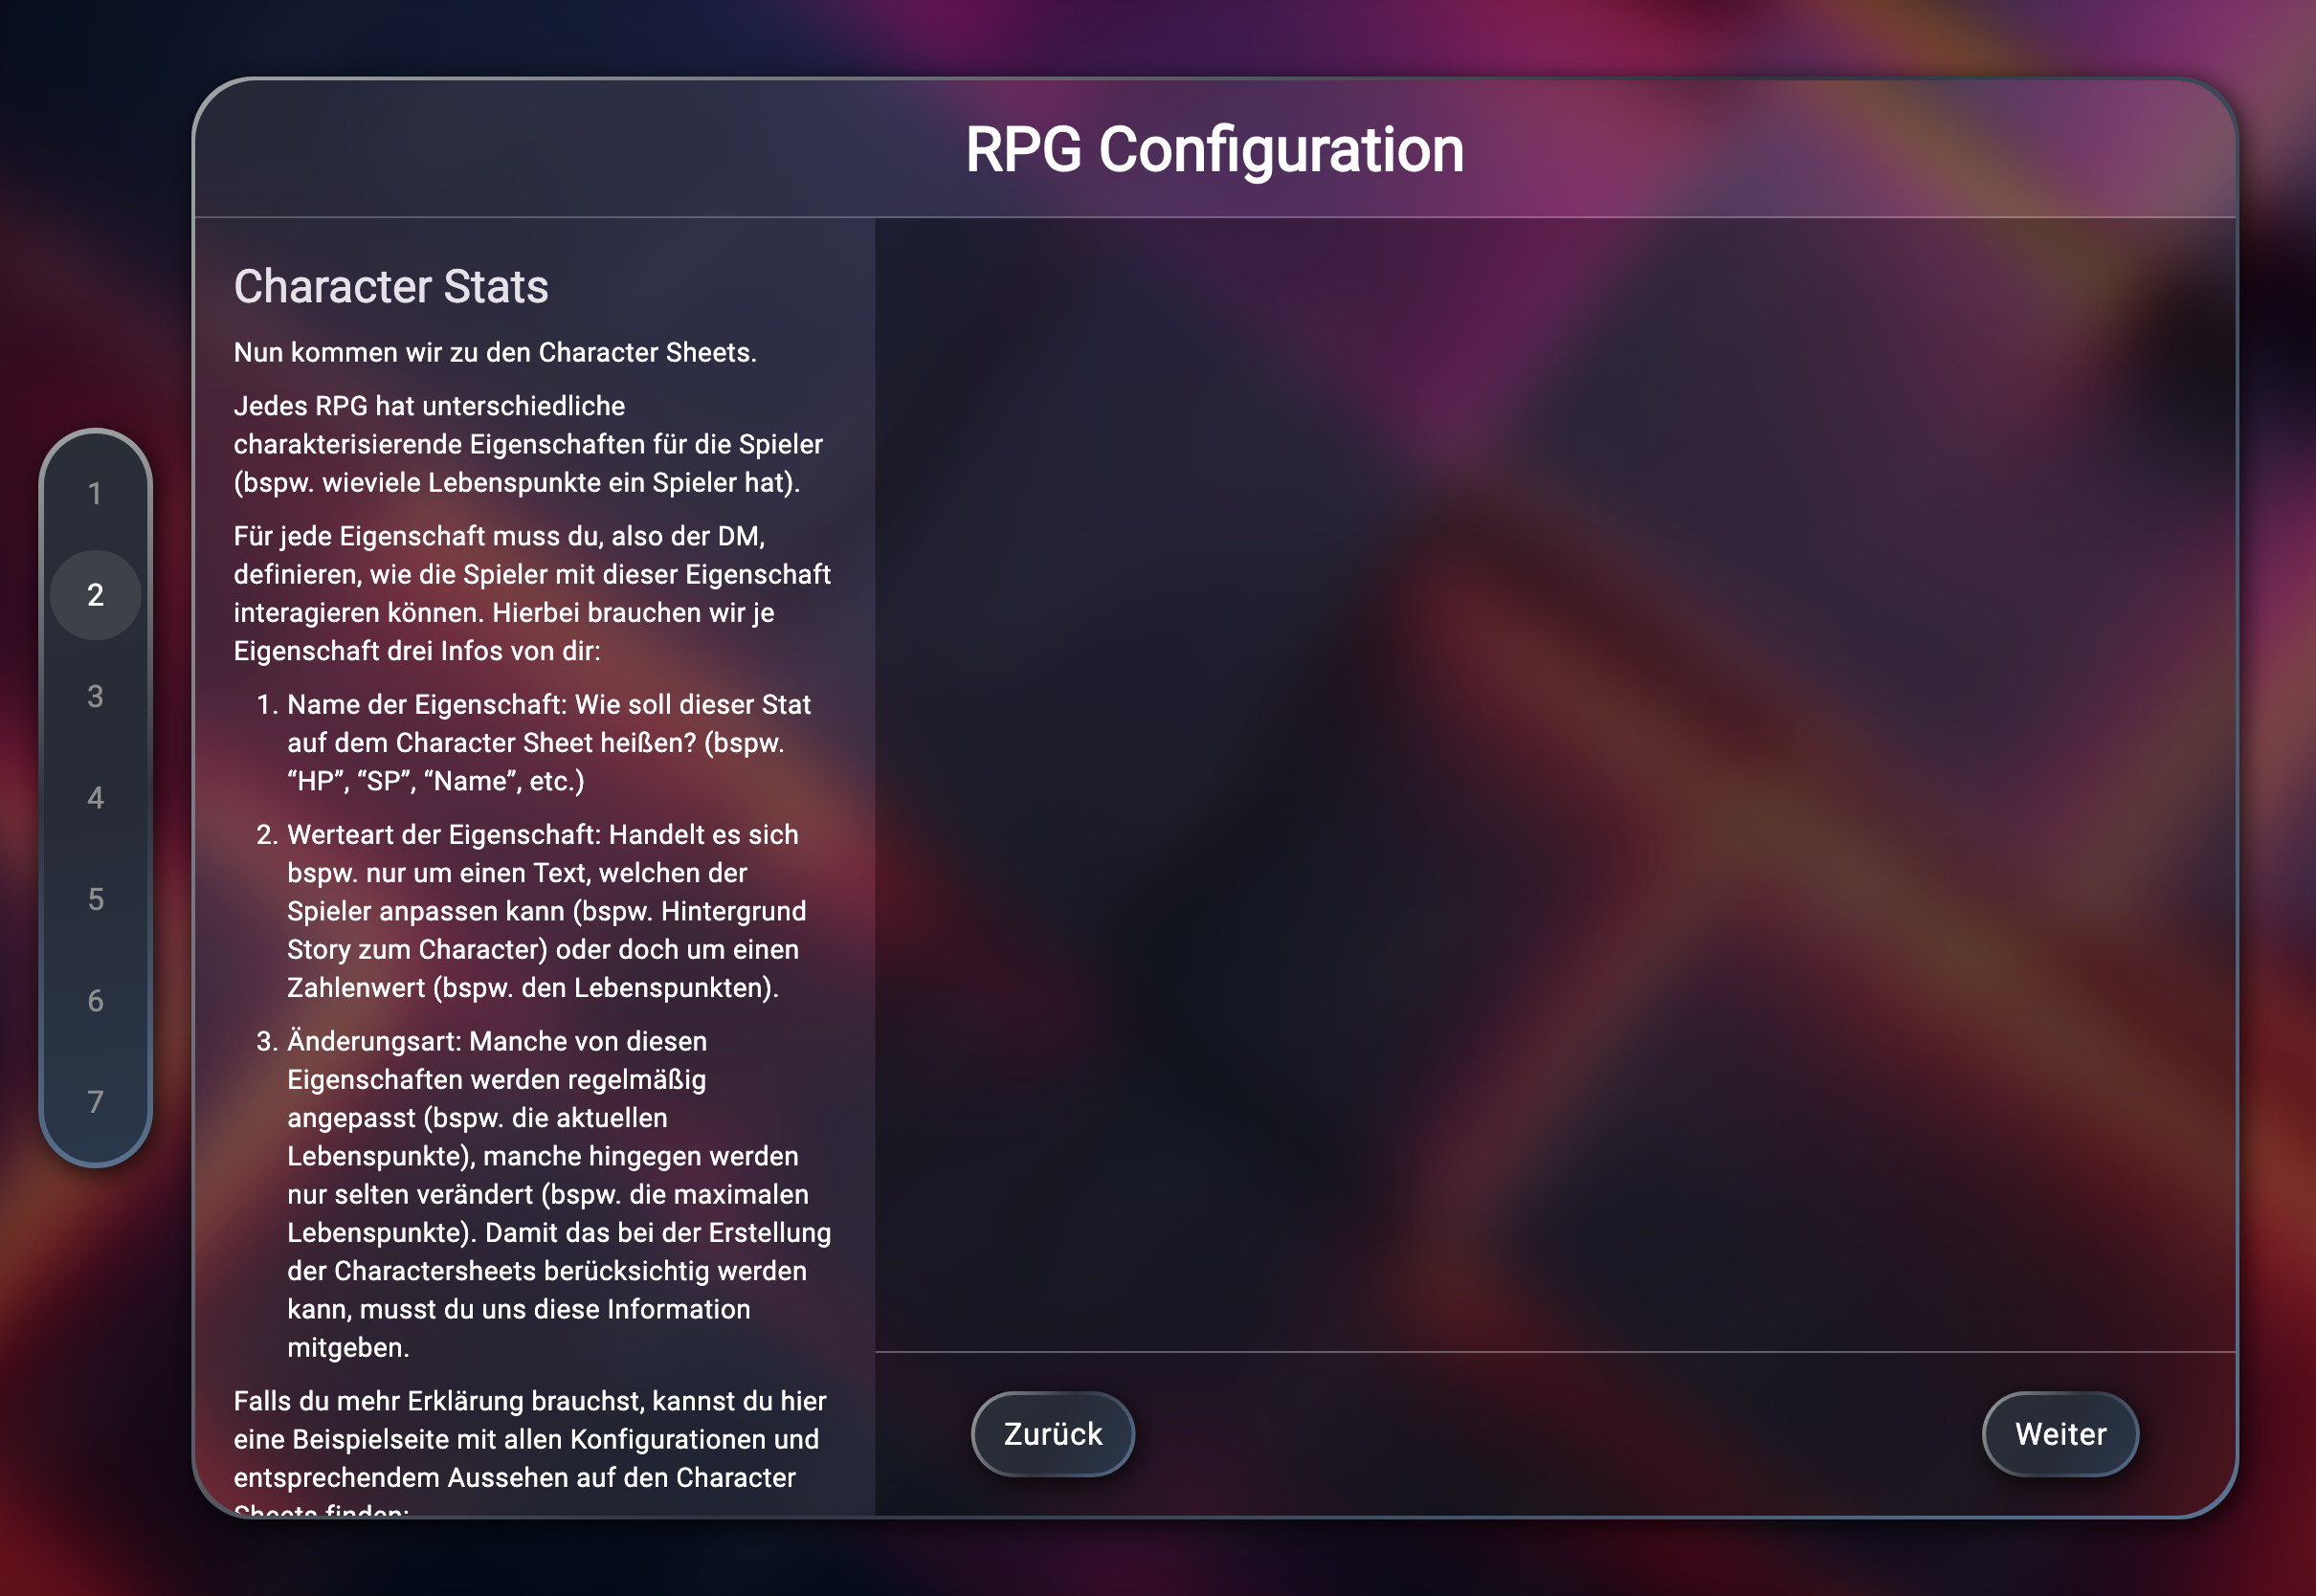 RPG Configuration
1
2
3
4
5
6
7
Character Stats
Nun kommen wir zu den Character Sheets.
Jedes RPG hat unterschiedliche
charakterisierende Eigenschaften für die Spieler
(bspw. wieviele Lebenspunkte ein Spieler hat).
Für jede Eigenschaft muss du, also der DM,
definieren, wie die Spieler mit dieser Eigenschaft
interagieren können. Hierbei brauchen wir je
Eigenschaft drei Infos von dir:
1. Name der Eigenschaft: Wie soll dieser Stat
auf dem Character Sheet heißen? (bspw.
“HP”, “SP”, “Name”, etc.)
2. Werteart der Eigenschaft: Handelt es sich
bspw. nur um einen Text, welchen der
Spieler anpassen kann (bspw. Hintergrund
Story zum Character) oder doch um einen
Zahlenwert (bspw. den Lebenspunkten).
3. Änderungsart: Manche von diesen
Eigenschaften werden regelmäßig
angepasst (bspw. die aktuellen
Lebenspunkte), manche hingegen werden
nur selten verändert (bspw. die maximalen
Lebenspunkte). Damit das bei der Erstellung
der Charactersheets berücksichtig werden
kann, musst du uns diese Information
mitgeben.
Falls du mehr Erklärung brauchst, kannst du hier
eine Beispielseite mit allen Konfigurationen und
entsprechendem Aussehen auf den Character
Sheets finden:
Zurück
Weiter